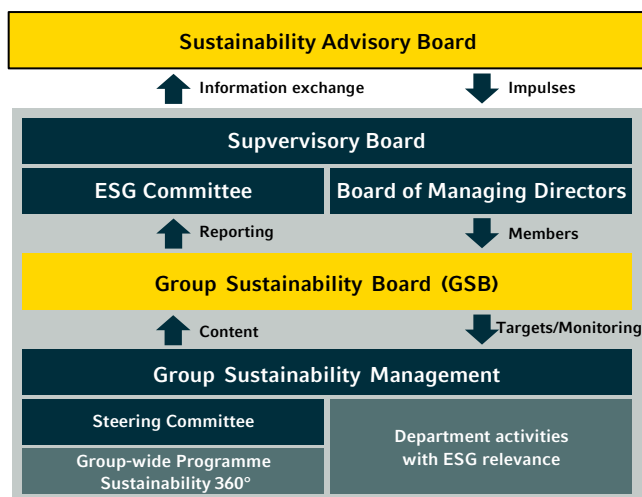 Sustainability Advisory Board
Information exchange
Impulses
Supvervisory Board
ESG Committee
Board of Managing Directors
Reporting
Members
Group Sustainability Board (GSB)
Content
Targets/Monitoring
Group Sustainability Management
Steering Committee
Group-wide Programme
Sustainability 360°
Department activities
with ESG relevance